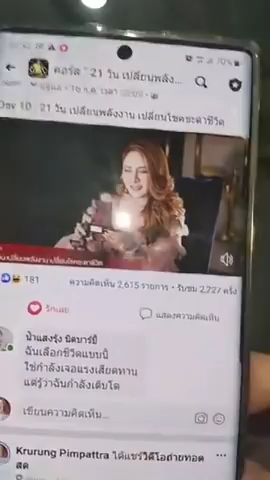 คอร์ส " 21 วัน เปลี่ยนพลัง...
Day 10 21 วัน เปลี่ยนพลังงาน เปลี่ยนโชคชะตาชีวิต
181
ความคิดเห็น 2,615 รายการ • รับชม 2,727 ครั้ง
รักเลย
แสดงความคิดเห็น
น้ำแสงรุ้ง นิตบาร์บี้
ฉันเลือกชีวิตแบบนี้
ใช่กำลังเจอแรงเสียดทาน
แต่รู้ว่าฉันกำลังเติบโต
เขียนความคิดเห็น...
Krurung Pimpattra ได้แชร์วิดีโอถ่ายทอด
สด